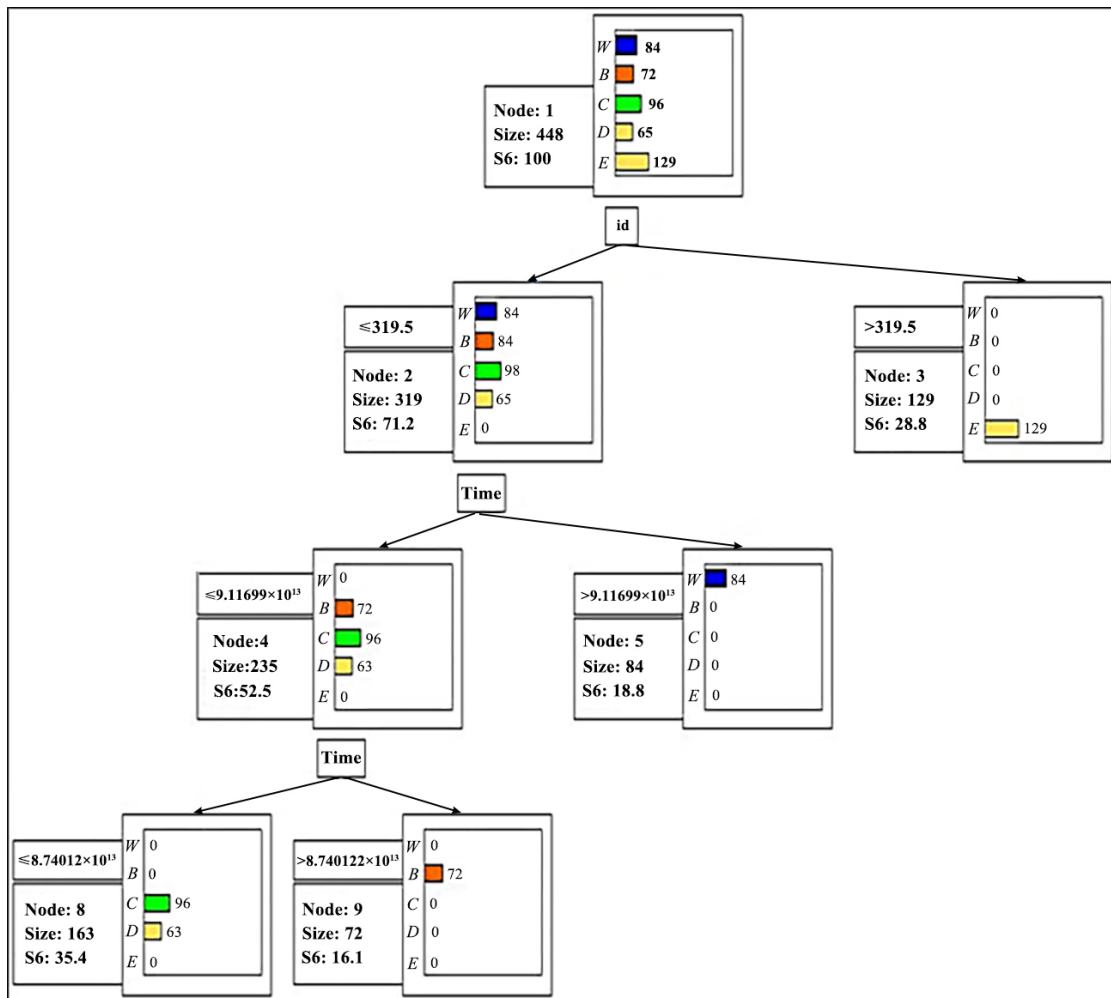 W 84
B 72
C 96
D 65
E 129
Node: 1
Size: 448
S6: 100
id
≤319.5
Node: 2
Size: 319
S6: 71.2
W 84
B 84
C 98
D 65
E 0
>319.5
Node: 3
Size: 129
S6: 28.8
W 0
B 0
C 0
D 0
E 129
Time
≤9.11699×10¹³
Node:4
Size:235
S6:52.5
W 0
B 72
C 96
D 63
E 0
>9.11699×10¹³
Node: 5
Size: 84
S6: 18.8
W 84
B 0
C 0
D 0
E 0
Time
≤8.74012×10¹³
Node: 8
Size: 163
S6: 35.4
W 0
B 0
C 96
D 63
E 0
>8.740122×10¹³
Node: 9
Size: 72
S6: 16.1
W 0
B 72
C 0
D 0
E 0